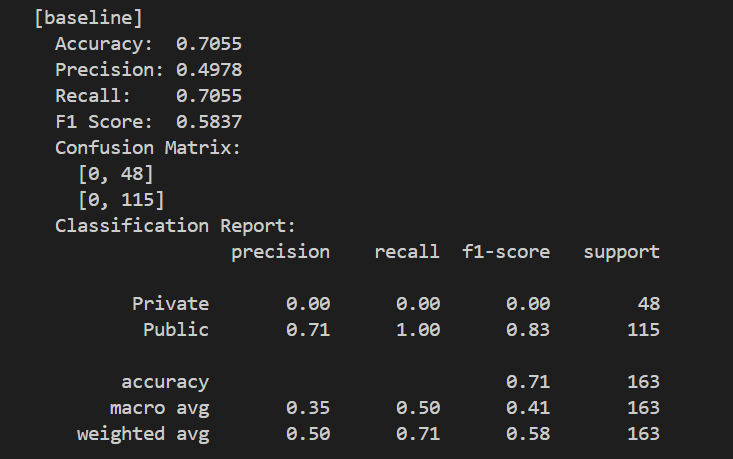 [baseline]
Accuracy: 0.7055
Precision: 0.4978
Recall: 0.7055
F1 Score: 0.5837
Confusion Matrix:
[0, 48]
[0, 115]
Classification Report:
precision recall f1-score support
Private 0.00 0.00 0.00 48
Public 0.71 1.00 0.83 115
accuracy 0.71 163
macro avg 0.35 0.50 0.41 163
weighted avg 0.50 0.71 0.58 163